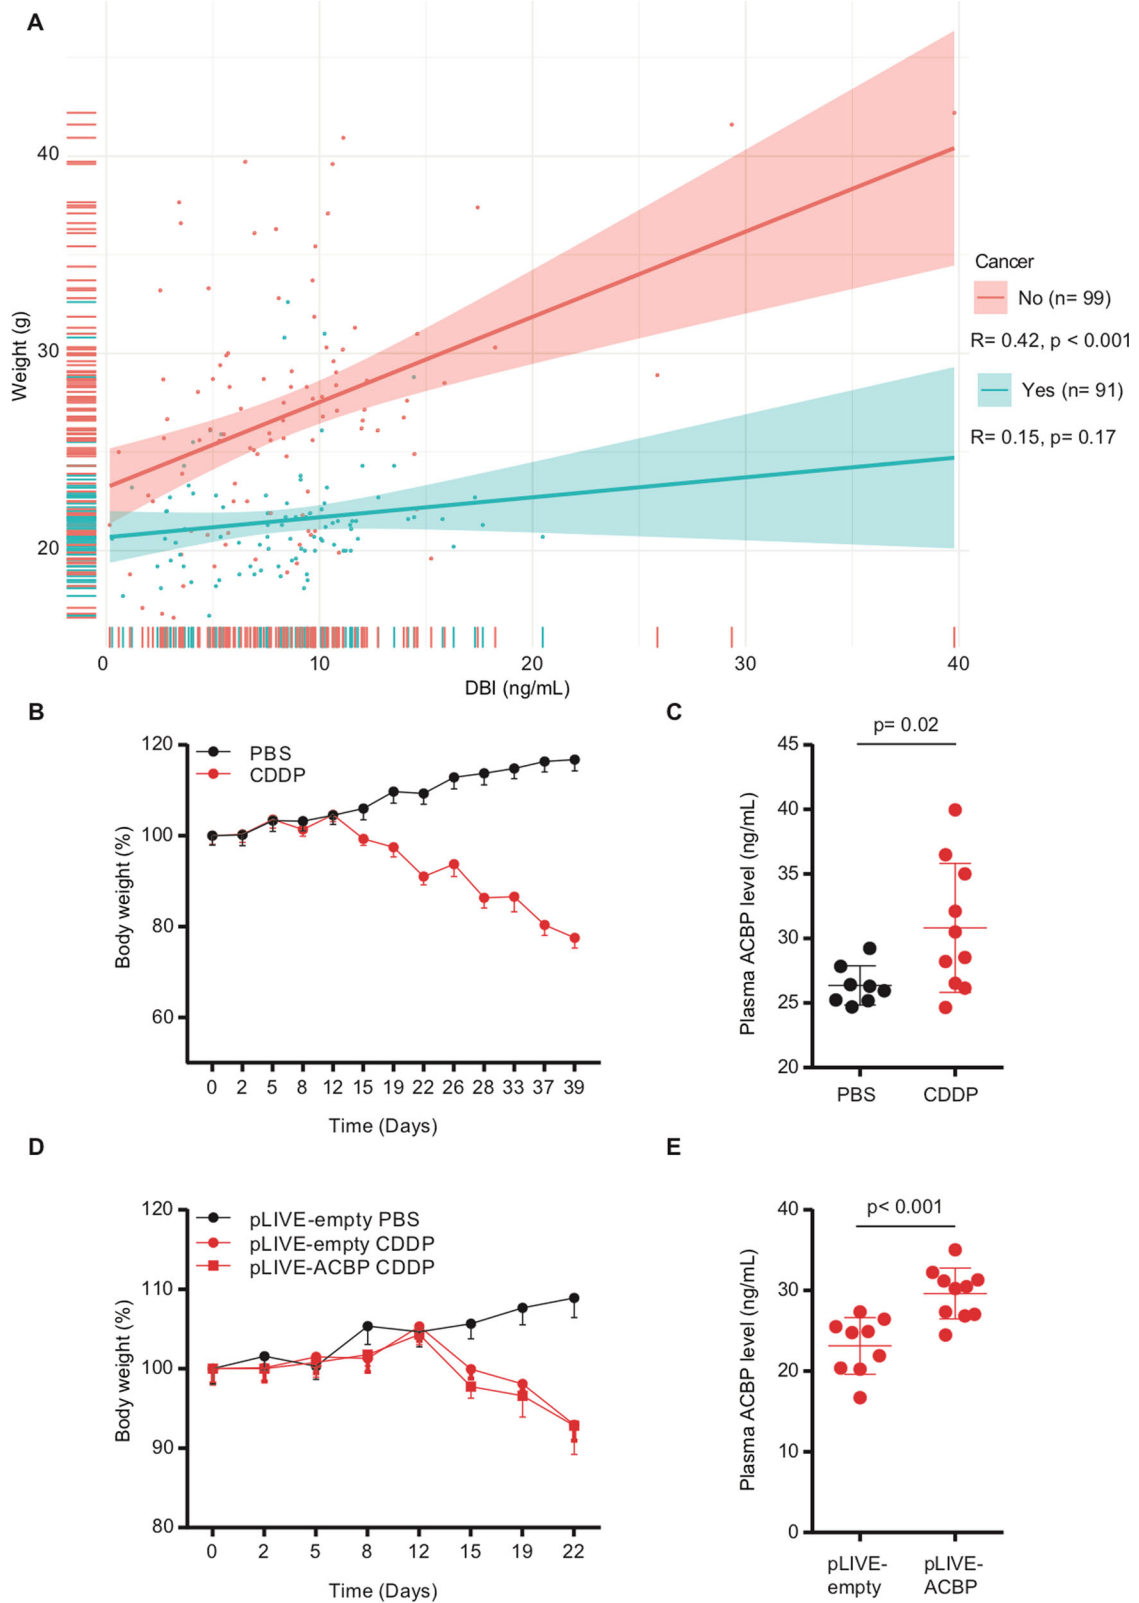 A
40
30
20
Weight (g)
0
10
20
30
40
DBI (ng/mL)
Cancer
No (n= 99)
R= 0.42, p < 0.001
Yes (n= 91)
R= 0.15, p= 0.17
B
120
100
80
60
Body weight (%)
PBS
CDDP
0 2 5 8 12 15 19 22 26 28 33 37 39
Time (Days)
C
p= 0.02
45
40
35
30
25
20
Plasma ACBP level (ng/mL)
PBS
CDDP
D
120
110
100
90
80
Body weight (%)
pLIVE-empty PBS
pLIVE-empty CDDP
pLIVE-ACBP CDDP
0 2 5 8 12 15 19 22
Time (Days)
E
p< 0.001
40
30
20
10
0
Plasma ACBP level (ng/mL)
pLIVE-
empty
pLIVE-
ACBP